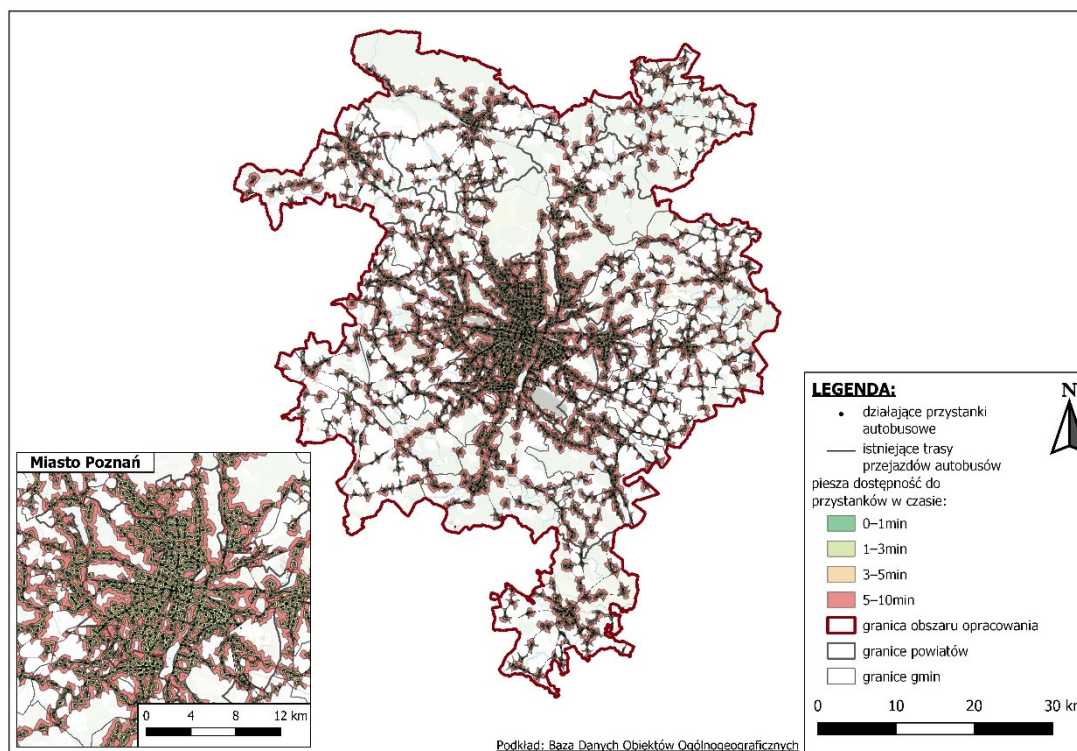 LEGENDA:
N
działające przystanki
autobusowe
istniejące trasy
przejazdów autobusów
piesza dostępność do
przystanków w czasie:
0–1min
1–3min
3–5min
5–10min
granica obszaru opracowania
granice powiatów
granice gmin
0 10 20 30 km
Miasto Poznań
0 4 8 12 km
Podkład: Baza Danych Obiektów Ogólnogeograficznych